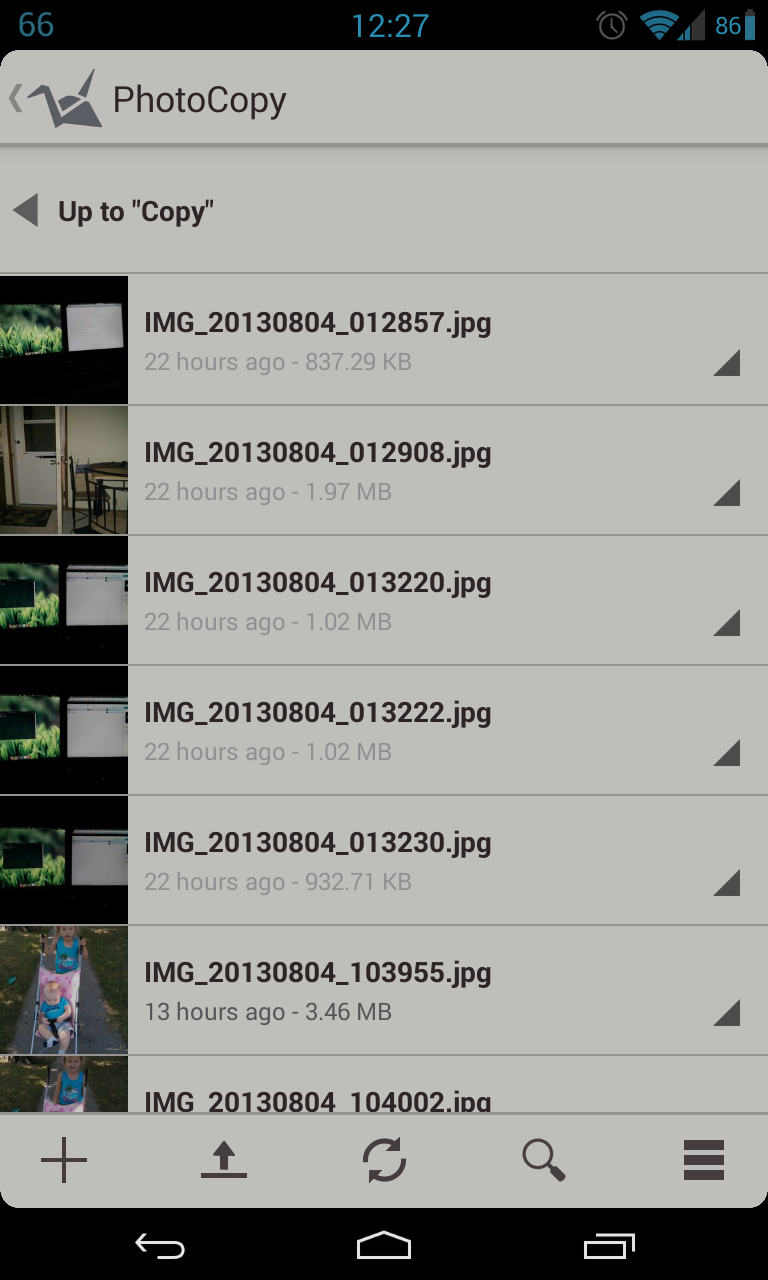 66 12:27 86
PhotoCopy
Up to "Copy"
IMG_20130804_012857.jpg
22 hours ago - 837.29 KB
IMG_20130804_012908.jpg
22 hours ago - 1.97 MB
IMG_20130804_013220.jpg
22 hours ago - 1.02 MB
IMG_20130804_013222.jpg
22 hours ago - 1.02 MB
IMG_20130804_013230.jpg
22 hours ago - 932.71 KB
IMG_20130804_103955.jpg
13 hours ago - 3.46 MB
IMG_20130804_104002.jpg